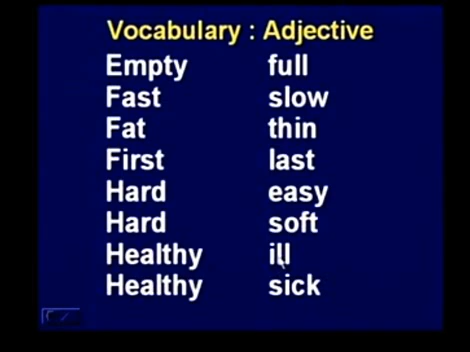 Vocabulary : Adjective
Empty full
Fast slow
Fat thin
First last
Hard easy
Hard soft
Healthy ill
Healthy sick